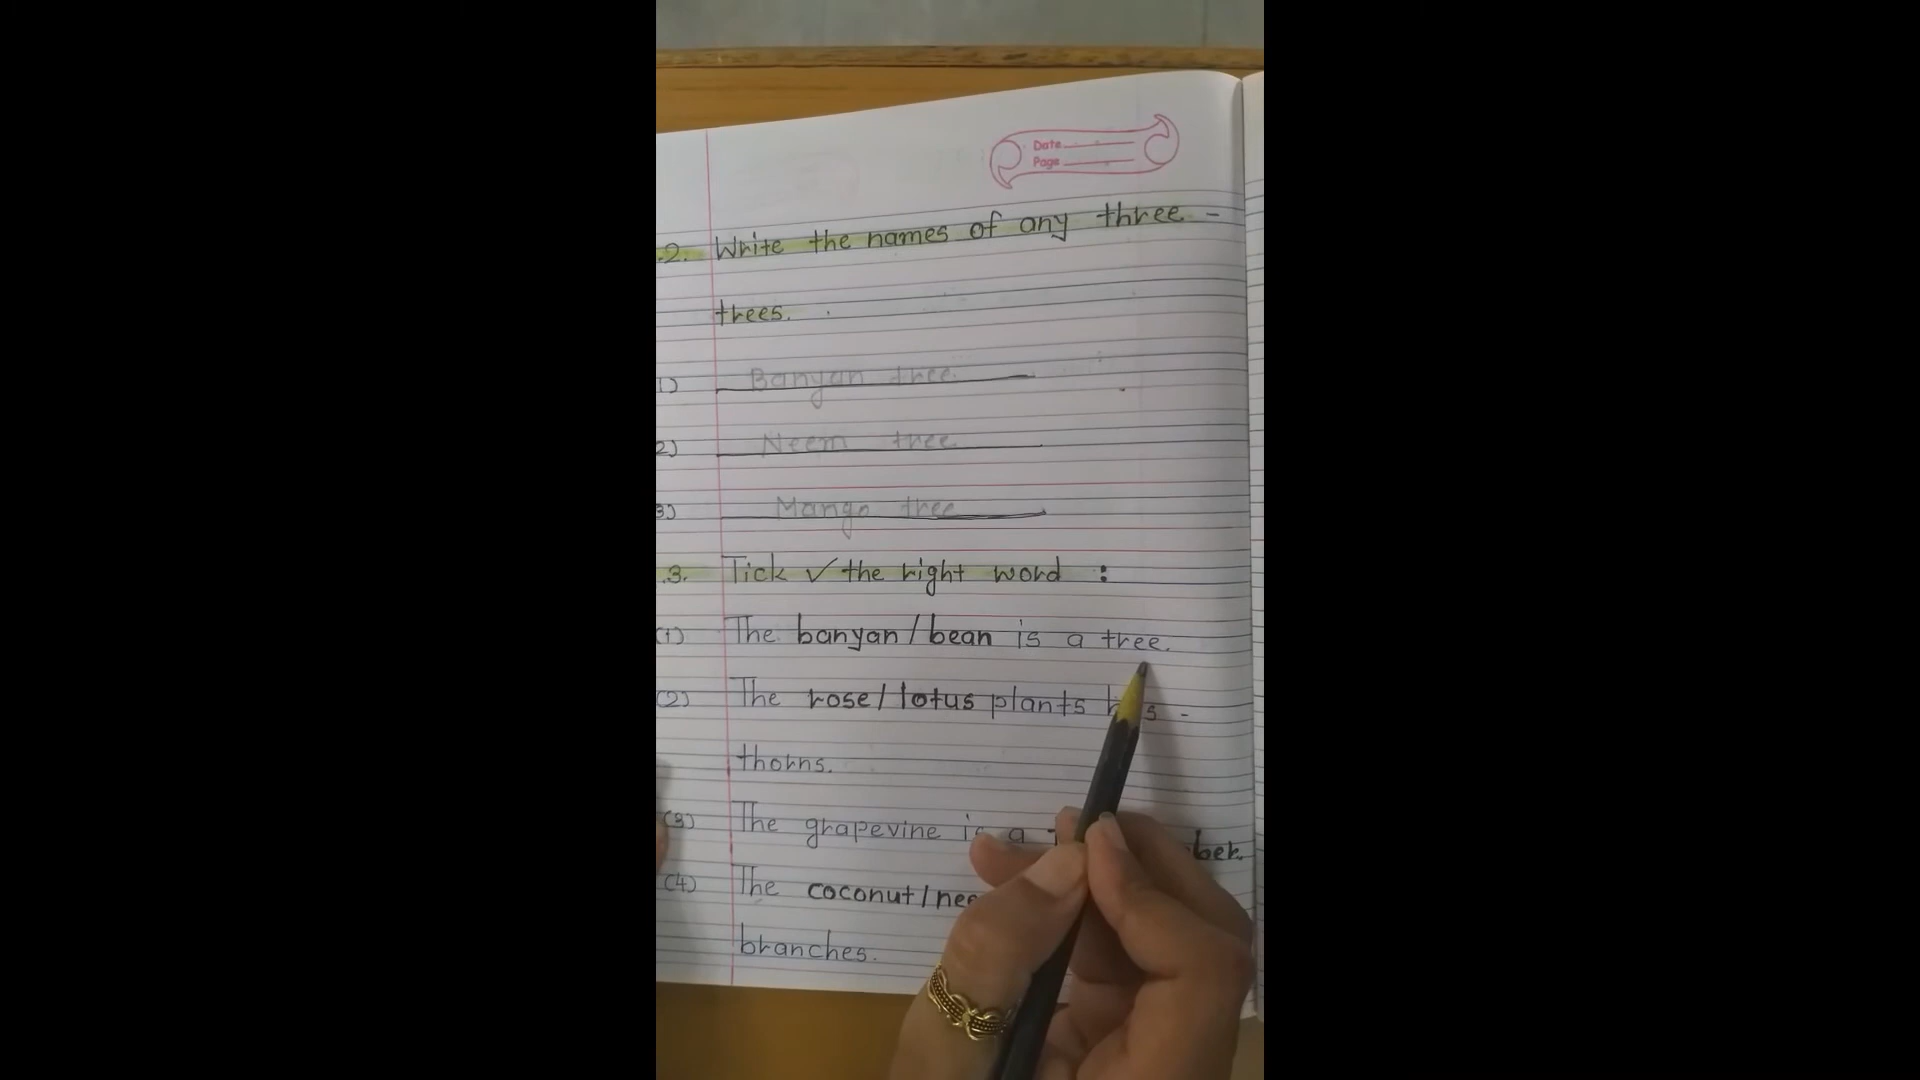 Date
Page
.2. Write the names of any three -
trees.
1) Banyan tree
2) Neem tree
3) Mango tree
.3. Tick ✓ the right word :
(1) The banyan/bean is a tree.
(2) The rose/lotus plants -
thorns.
(3) The grapevine is a
(4) The coconut/
branches.